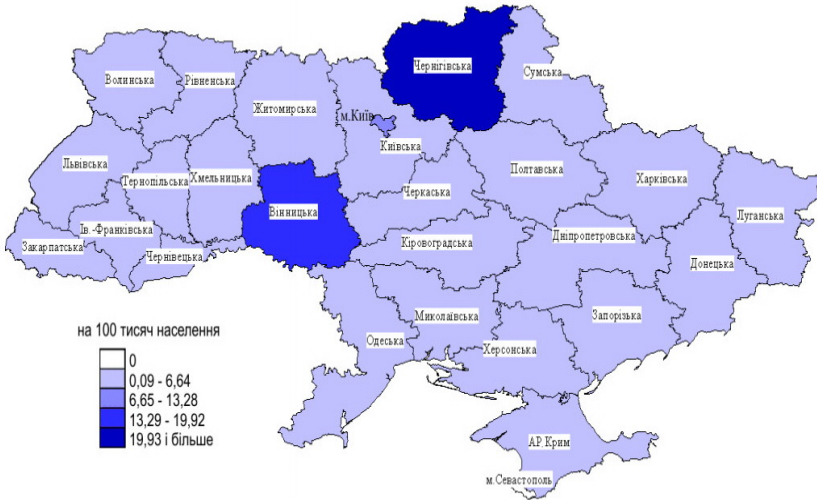 Чернігівська
Сумська
Волинська
Рівненська
Житомирська
м.Київ
Київська
Львівська
Тернопільська
Хмельницька
Полтавська
Харківська
Черкаська
Луганська
Вінницька
Ів.-Франківська
Закарпатська
Чернівецька
Кіровоградська
Дніпропетровська
Донецька
Миколаївська
Запорізька
Одеська
Херсонська
АР.Крим
м.Севастополь
на 100 тисяч населення
0
0,09 - 6,64
6,65 - 13,28
13,29 - 19,92
19,93 і більше